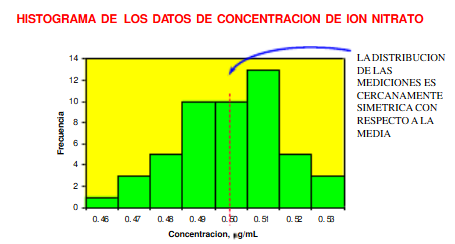 HISTOGRAMA DE LOS DATOS DE CONCENTRACION DE ION NITRATO
LA DISTRIBUCION
DE LAS
MEDICIONES ES
CERCANAMENTE
SIMETRICA CON
RESPECTO A LA
MEDIA
Frecuencia
14
12
10
8
6
4
2
0
0.46 0.47 0.48 0.49 0.50 0.51 0.52 0.53
Concentracion, µg/mL